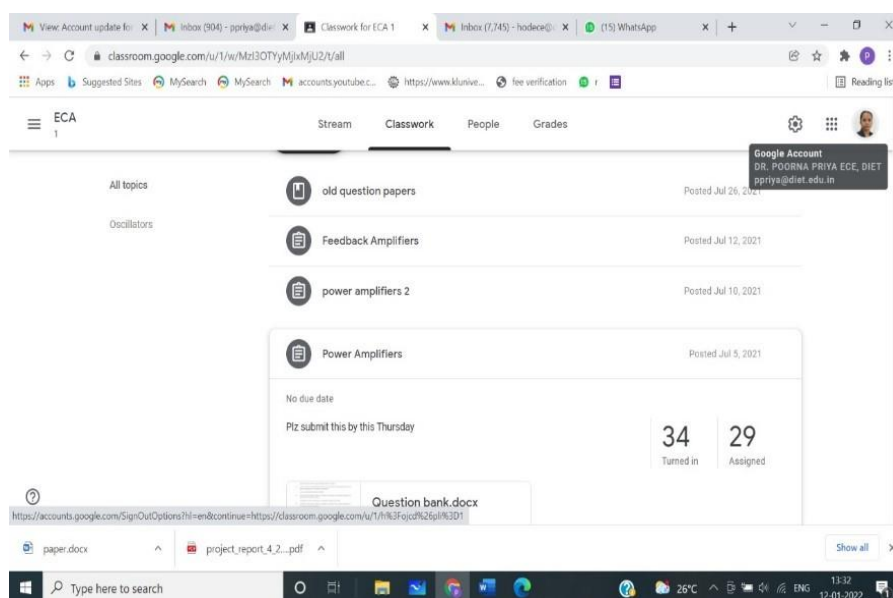 View: Account update for
Inbox (904) - ppriya@die
Classwork for ECA 1
Inbox (7,745) - hodece@
(15) WhatsApp
classroom.google.com/u/1/w/MzI3OTYyMjIxMjU2/t/all
Apps
Suggested Sites
MySearch
MySearch
accounts.youtube.c...
https://www.klunive...
fee verification
r
Reading lis
ECA
1
Stream
Classwork
People
Grades
Google Account
DR. POORNA PRIYA ECE, DIET
ppriya@diet.edu.in
All topics
Oscillators
old question papers
Posted Jul 26, 2021
Feedback Amplifiers
Posted Jul 12, 2021
power amplifiers 2
Posted Jul 10, 2021
Power Amplifiers
Posted Jul 5, 2021
No due date
Plz submit this by this Thursday
34
Turned in
29
Assigned
Question bank.docx
https://accounts.google.com/SignOutOptions?hl=en&continue=https://classroom.google.com/u/1/h%3Fojcd%26pli%3D1
paper.docx
project_report_4_2....pdf
Show all
Type here to search
26°C
ENG
13:32
12-01-2022